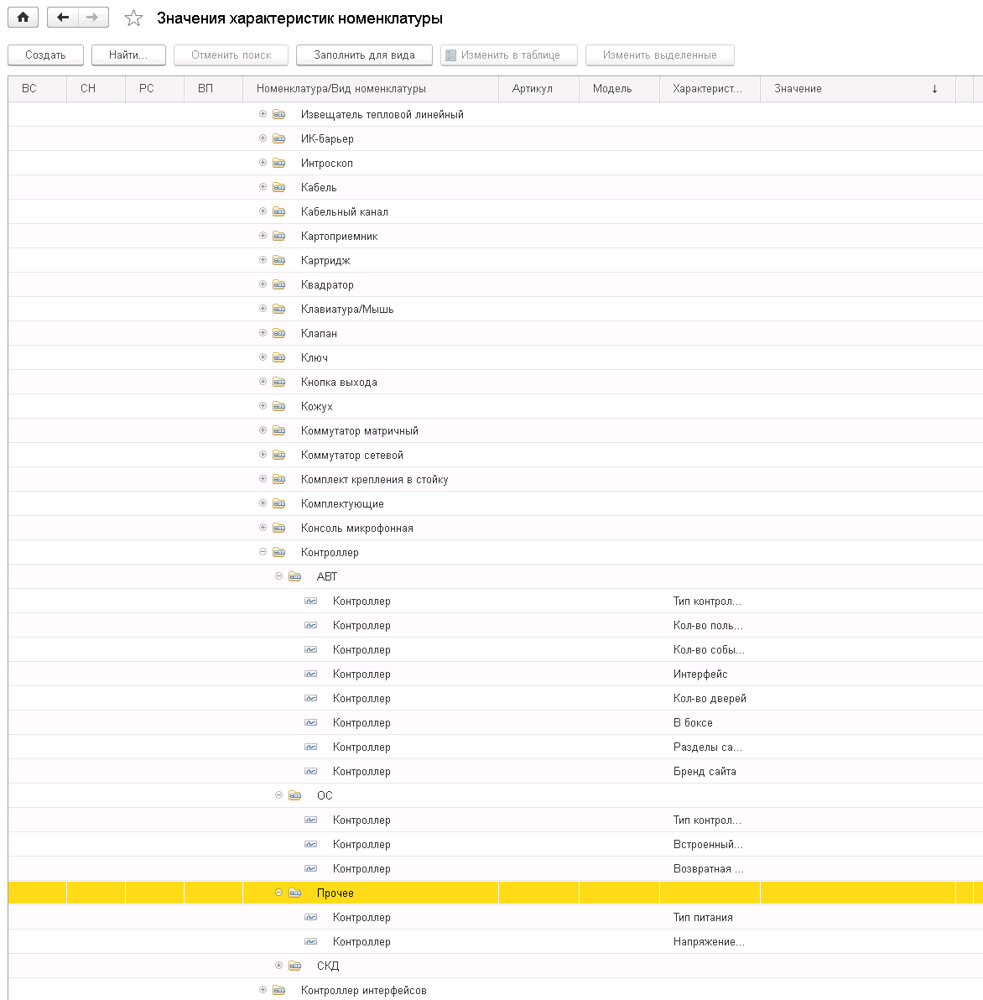 Значения характеристик номенклатуры
Создать Найти... Отменить поиск Заполнить для вида Изменить в таблице Изменить выделенные
ВС СН РС ВП Номенклатура/Вид номенклатуры Артикул Модель Характерист... Значение ↓
Извещатель тепловой линейный
ИК-барьер
Интроскоп
Кабель
Кабельный канал
Картоприемник
Картридж
Квадратор
Клавиатура/Мышь
Клапан
Ключ
Кнопка выхода
Кожух
Коммутатор матричный
Коммутатор сетевой
Комплект крепления в стойку
Комплектующие
Консоль микрофонная
Контроллер
АВТ
Контроллер Тип контрол...
Контроллер Кол-во поль...
Контроллер Кол-во собы...
Контроллер Интерфейс
Контроллер Кол-во дверей
Контроллер В боксе
Контроллер Разделы са...
Контроллер Бренд сайта
ОС
Контроллер Тип контрол...
Контроллер Встроенный...
Контроллер Возвратная ...
Прочее
Контроллер Тип питания
Контроллер Напряжение...
СКД
Контроллер интерфейсов